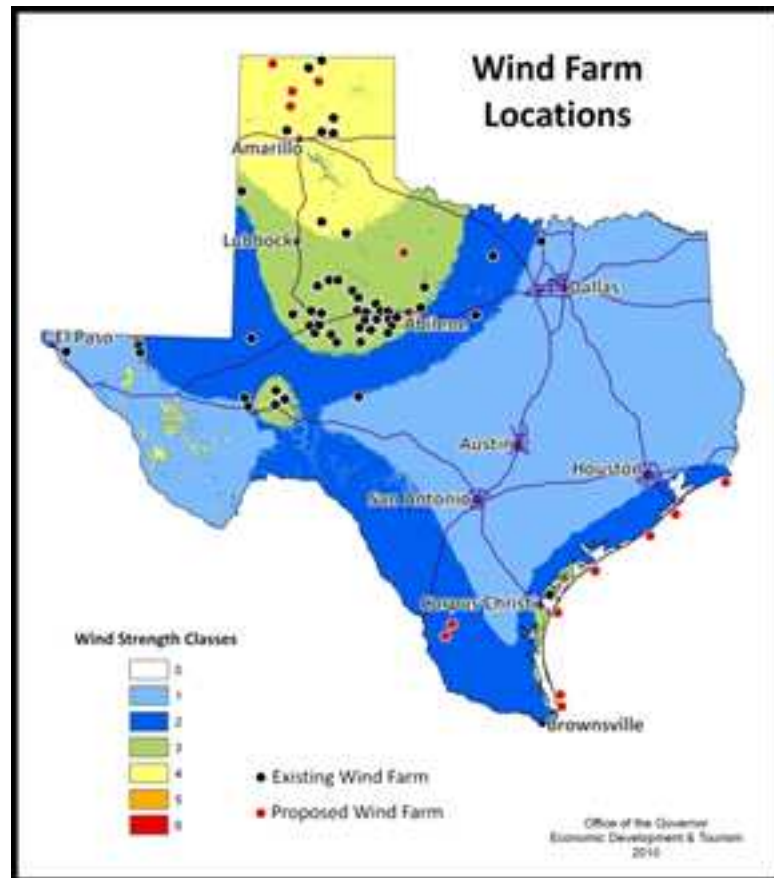 Wind Farm
Locations
Amarillo
Lubbock
Dallas
Abilene
El Paso
Austin
Houston
San Antonio
Corpus Christi
Brownsville
Wind Strength Classes
0
1
2
3
4
5
6
Existing Wind Farm
Proposed Wind Farm
Office of the Governor
Economic Development & Tourism
2010